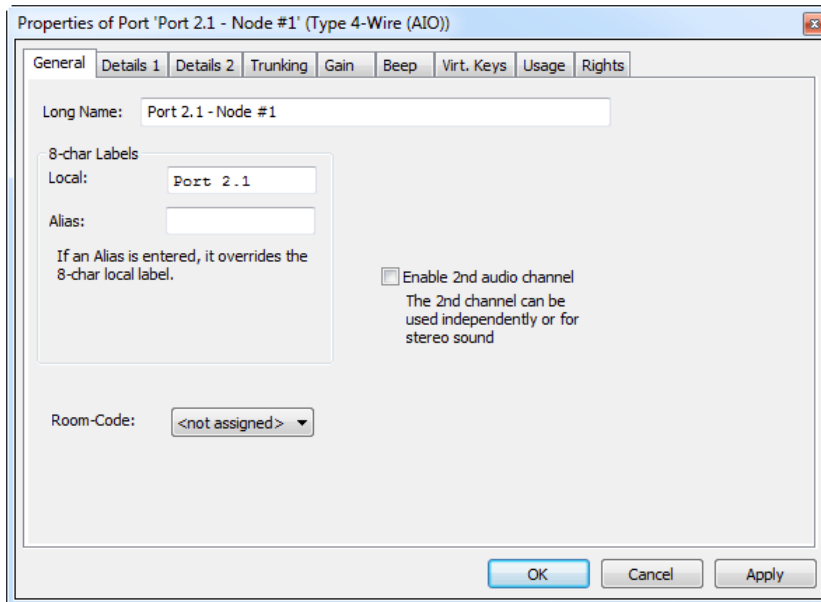 Properties of Port 'Port 2.1 - Node #1' (Type 4-Wire (AIO))
General Details 1 Details 2 Trunking Gain Beep Virt. Keys Usage Rights
Long Name: Port 2.1 - Node #1
8-char Labels
Local: Port 2.1
Alias:
If an Alias is entered, it overrides the
8-char local label.
Enable 2nd audio channel
The 2nd channel can be
used independently or for
stereo sound
Room-Code: <not assigned>
OK Cancel Apply